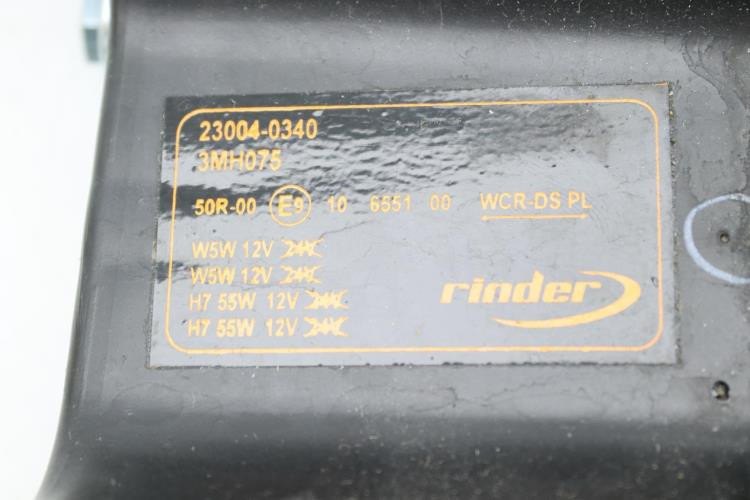 23004-0340
3MH075
50R-00 E9 10 6551 00 WCR-DS PL
W5W 12V 24V
W5W 12V 24V
H7 55W 12V 24V
H7 55W 12V 24V
rinder